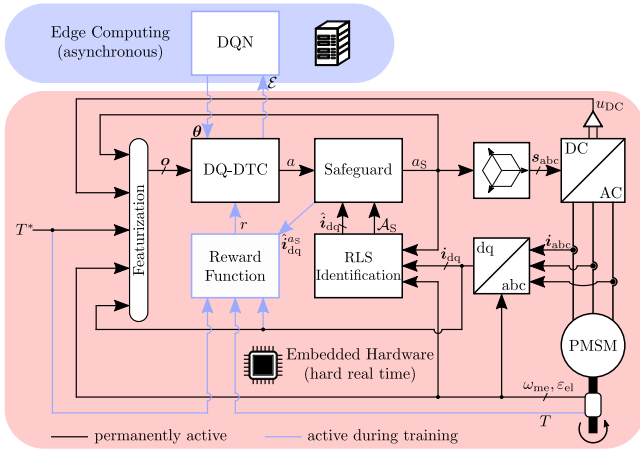 Edge Computing
(asynchronous)
DQN
ℰ
θ
u_DC
Featurization
o
DQ-DTC
a
Safeguard
a_S
s_abc
DC
AC
T*
r
î_dq^{a_S}
î_dq
𝒜_S
Reward
Function
RLS
Identification
i_dq
dq
abc
i_abc
PMSM
Embedded Hardware
(hard real time)
ω_me, ε_el
T
permanently active
active during training